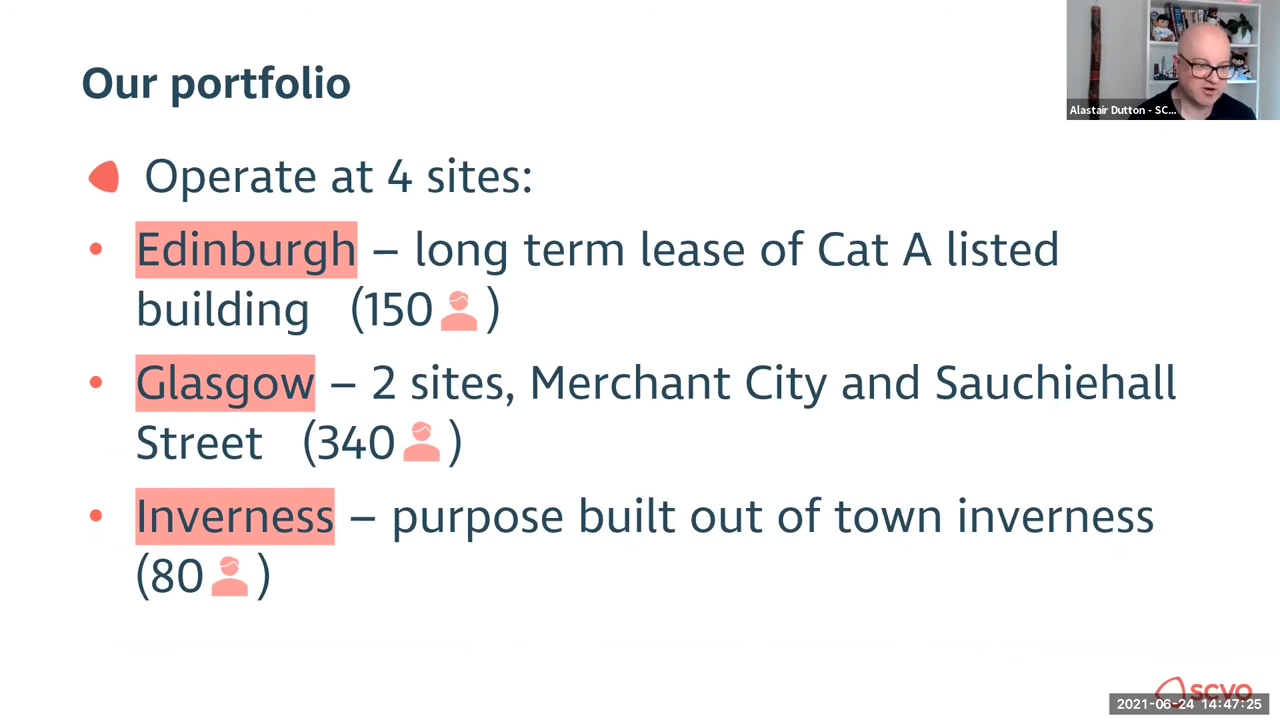 Our portfolio
Alastair Dutton - SC...
Operate at 4 sites:
Edinburgh – long term lease of Cat A listed
building (150 )
Glasgow – 2 sites, Merchant City and Sauchiehall
Street (340 )
Inverness – purpose built out of town inverness
(80 )
scvo
2021-06-24 14:47:25